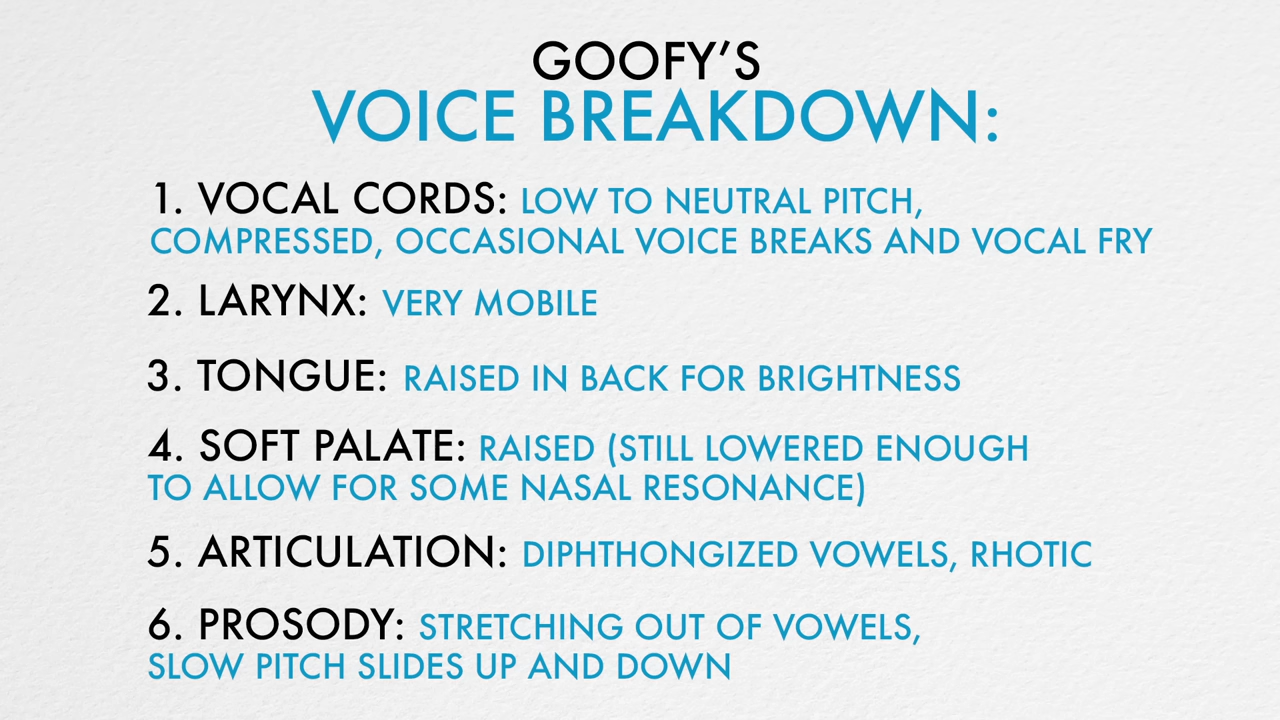 GOOFY’S
VOICE BREAKDOWN:
1. VOCAL CORDS: LOW TO NEUTRAL PITCH,
COMPRESSED, OCCASIONAL VOICE BREAKS AND VOCAL FRY
2. LARYNX: VERY MOBILE
3. TONGUE: RAISED IN BACK FOR BRIGHTNESS
4. SOFT PALATE: RAISED (STILL LOWERED ENOUGH
TO ALLOW FOR SOME NASAL RESONANCE)
5. ARTICULATION: DIPHTHONGIZED VOWELS, RHOTIC
6. PROSODY: STRETCHING OUT OF VOWELS,
SLOW PITCH SLIDES UP AND DOWN